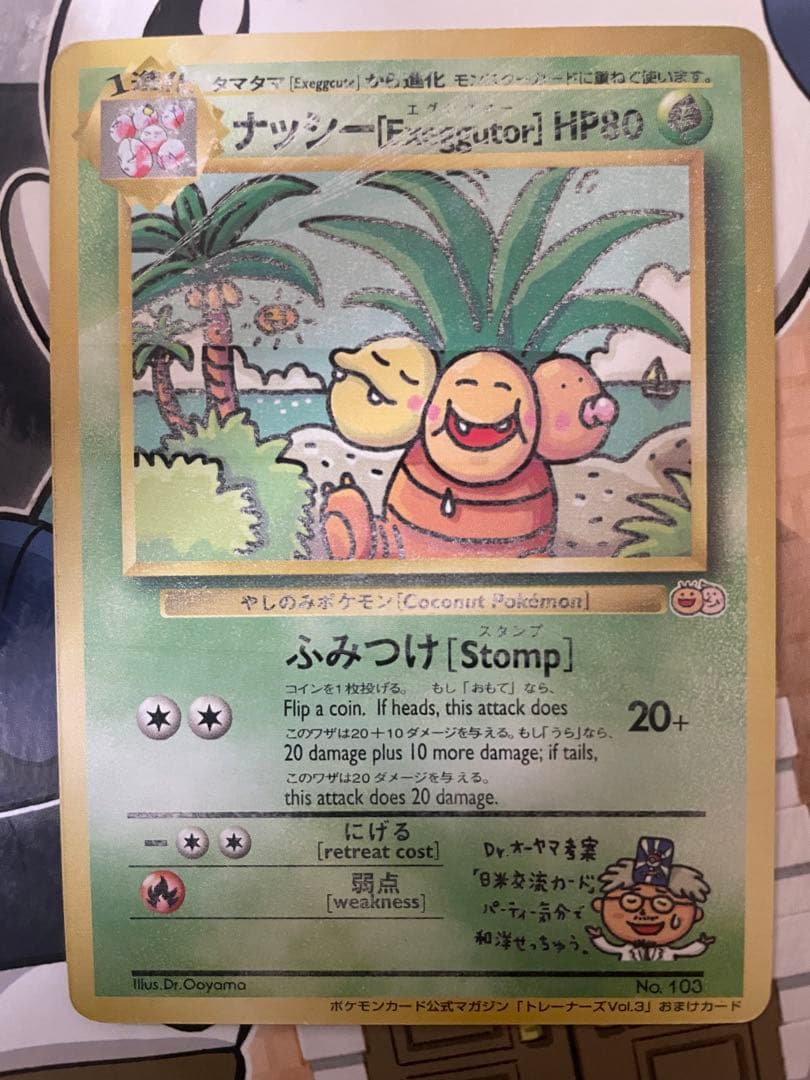 1進化 タマタマ[Exeggcute]から進化 モンスターカードに重ねて使います。
エグゼクター
ナッシー[Exeggutor] HP80
やしのみポケモン[Coconut Pokémon]
スタンプ
ふみつけ[Stomp]
コインを1枚投げる。 もし「おもて」なら、
Flip a coin. If heads, this attack does
20+
このワザは20+10ダメージを与える。もし「うら」なら、
20 damage plus 10 more damage; if tails,
このワザは20ダメージを与える。
this attack does 20 damage.
にげる
[retreat cost]
弱点
[weakness]
Dr.オーヤマ考案
「日米交流カード」
パーティー気分で
和洋せっちゅう。
Illus.Dr.Ooyama
No. 103
ポケモンカード公式マガジン「トレーナーズVol.3」おまけカード